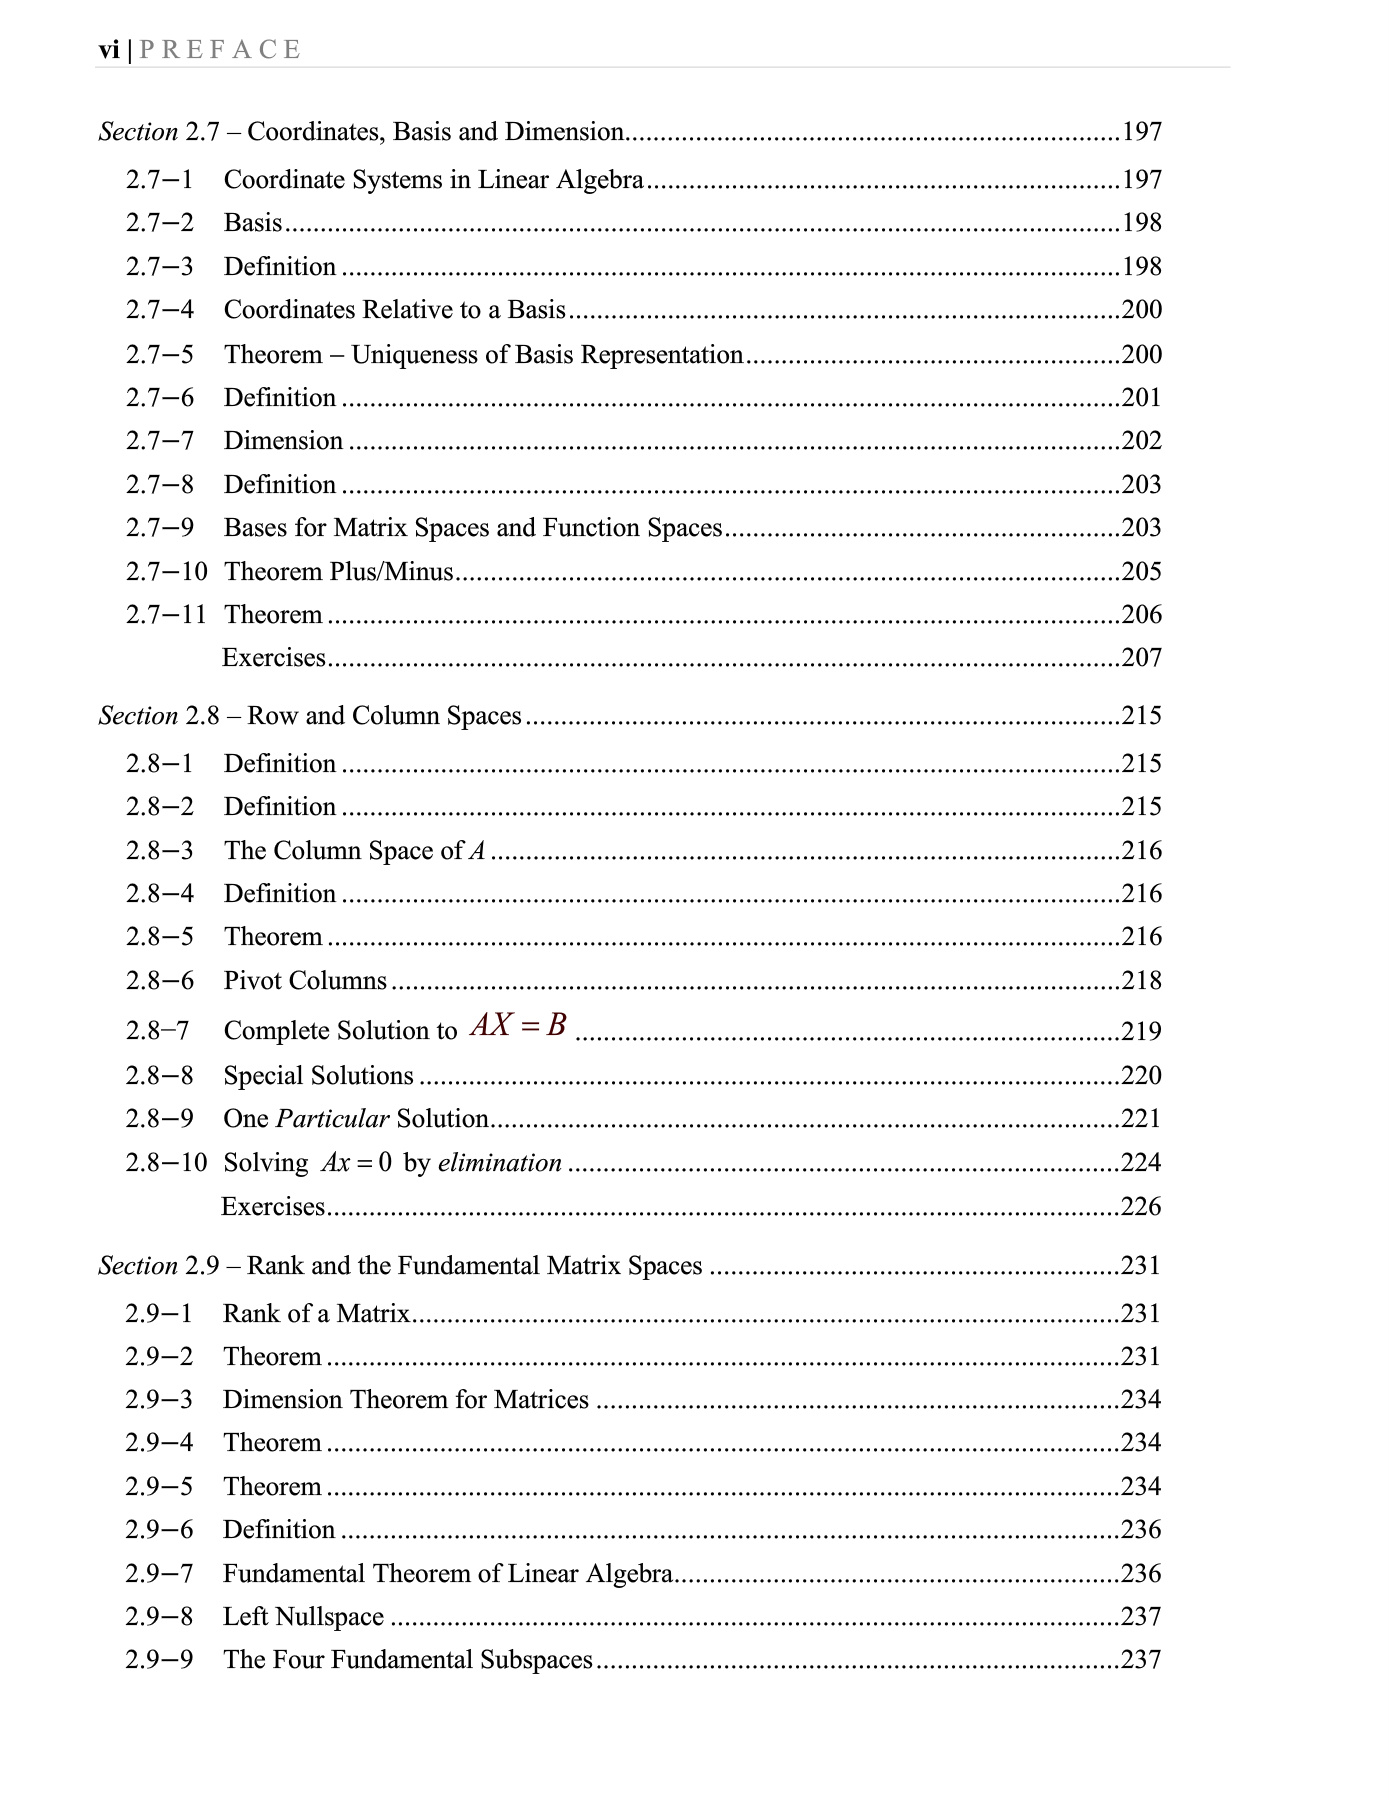 vi | P R E F A C E
Section 2.7 – Coordinates, Basis and Dimension...........................................................................197
2.7−1 Coordinate Systems in Linear Algebra...........................................................................197
2.7−2 Basis...........................................................................198
2.7−3 Definition ...........................................................................198
2.7−4 Coordinates Relative to a Basis...........................................................................200
2.7−5 Theorem – Uniqueness of Basis Representation...........................................................................200
2.7−6 Definition ...........................................................................201
2.7−7 Dimension ...........................................................................202
2.7−8 Definition ...........................................................................203
2.7−9 Bases for Matrix Spaces and Function Spaces...........................................................................203
2.7−10 Theorem Plus/Minus...........................................................................205
2.7−11 Theorem ...........................................................................206
Exercises...........................................................................207
Section 2.8 – Row and Column Spaces ...........................................................................215
2.8−1 Definition ...........................................................................215
2.8−2 Definition ...........................................................................215
2.8−3 The Column Space of A ...........................................................................216
2.8−4 Definition ...........................................................................216
2.8−5 Theorem ...........................................................................216
2.8−6 Pivot Columns ...........................................................................218
2.8−7 Complete Solution to AX = B ...........................................................................219
2.8−8 Special Solutions ...........................................................................220
2.8−9 One Particular Solution...........................................................................221
2.8−10 Solving Ax = 0 by elimination ...........................................................................224
Exercises...........................................................................226
Section 2.9 – Rank and the Fundamental Matrix Spaces ...........................................................................231
2.9−1 Rank of a Matrix...........................................................................231
2.9−2 Theorem ...........................................................................231
2.9−3 Dimension Theorem for Matrices ...........................................................................234
2.9−4 Theorem ...........................................................................234
2.9−5 Theorem ...........................................................................234
2.9−6 Definition ...........................................................................236
2.9−7 Fundamental Theorem of Linear Algebra...........................................................................236
2.9−8 Left Nullspace ...........................................................................237
2.9−9 The Four Fundamental Subspaces...........................................................................237